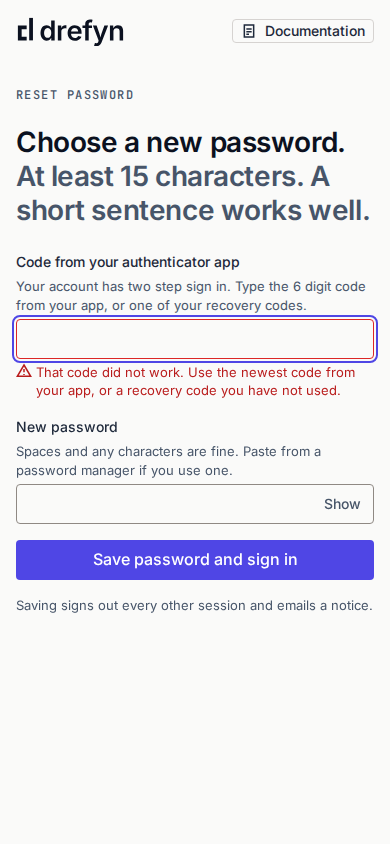 drefyn
Documentation
RESET PASSWORD
Choose a new password.
At least 15 characters. A
short sentence works well.
Code from your authenticator app
Your account has two step sign in. Type the 6 digit code
from your app, or one of your recovery codes.
That code did not work. Use the newest code from
your app, or a recovery code you have not used.
New password
Spaces and any characters are fine. Paste from a
password manager if you use one.
Show
Save password and sign in
Saving signs out every other session and emails a notice.